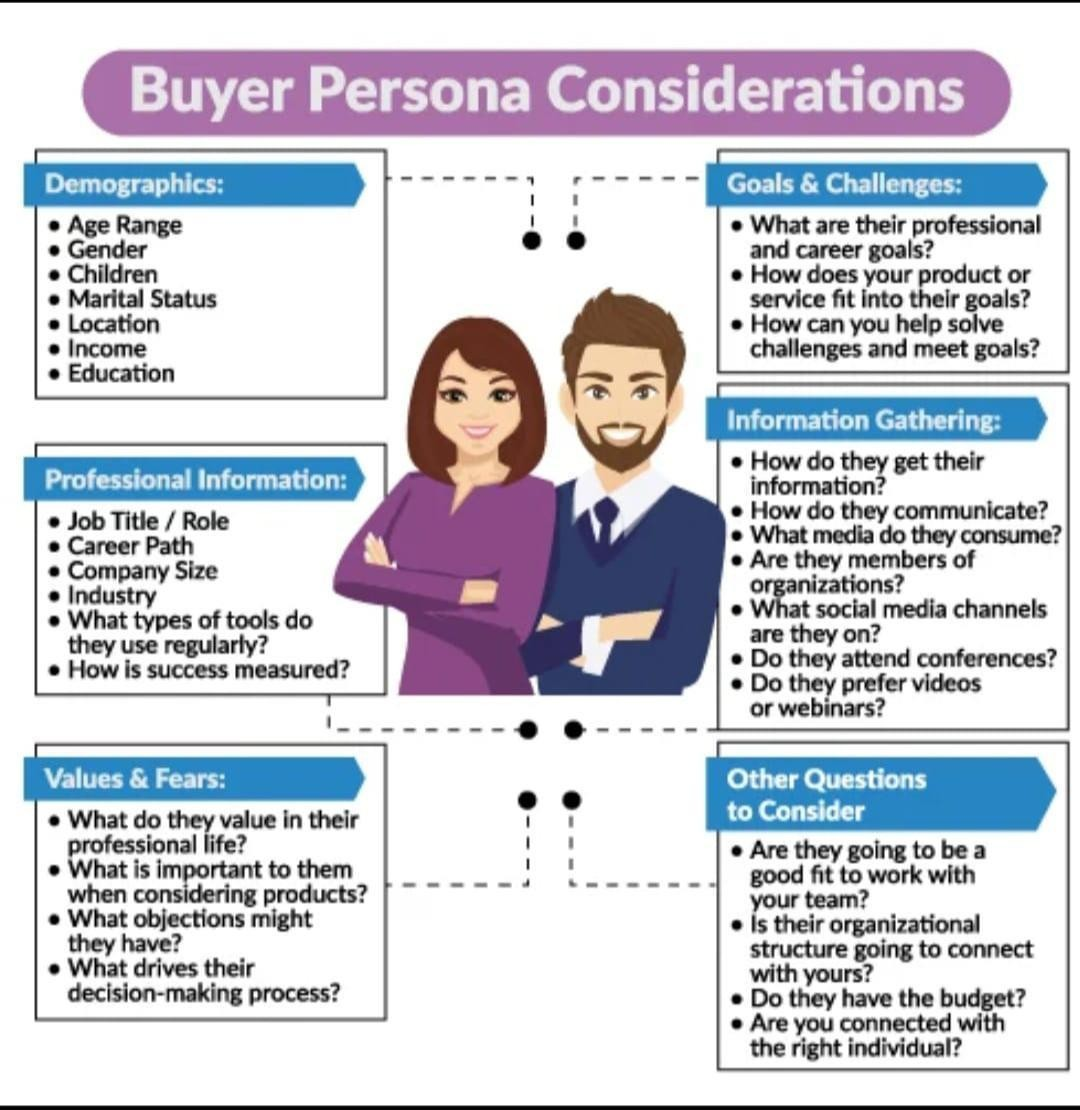 Buyer Persona Considerations
Demographics:
• Age Range
• Gender
• Children
• Marital Status
• Location
• Income
• Education
Professional Information:
• Job Title / Role
• Career Path
• Company Size
• Industry
• What types of tools do
they use regularly?
• How is success measured?
Values & Fears:
• What do they value in their
professional life?
• What is important to them
when considering products?
• What objections might
they have?
• What drives their
decision-making process?
Goals & Challenges:
• What are their professional
and career goals?
• How does your product or
service fit into their goals?
• How can you help solve
challenges and meet goals?
Information Gathering:
• How do they get their
information?
• How do they communicate?
• What media do they consume?
• Are they members of
organizations?
• What social media channels
are they on?
• Do they attend conferences?
• Do they prefer videos
or webinars?
Other Questions
to Consider
• Are they going to be a
good fit to work with
your team?
• Is their organizational
structure going to connect
with yours?
• Do they have the budget?
• Are you connected with
the right individual?